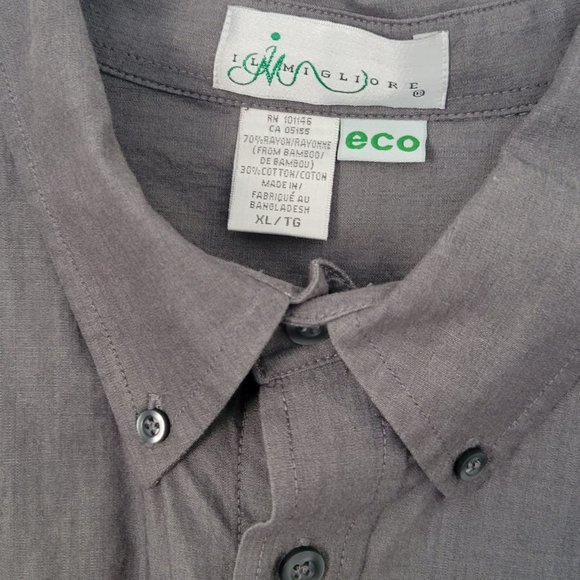 IL MIGLIORE ©
RN 101146
CA 05155
70%RAYON/RAYONNE
(FROM BAMBOO/
DE BAMBOU)
30%COTTON/COTON
MADE IN/
FABRIQUÉ AU
BANGLADESH
XL/TG
eco